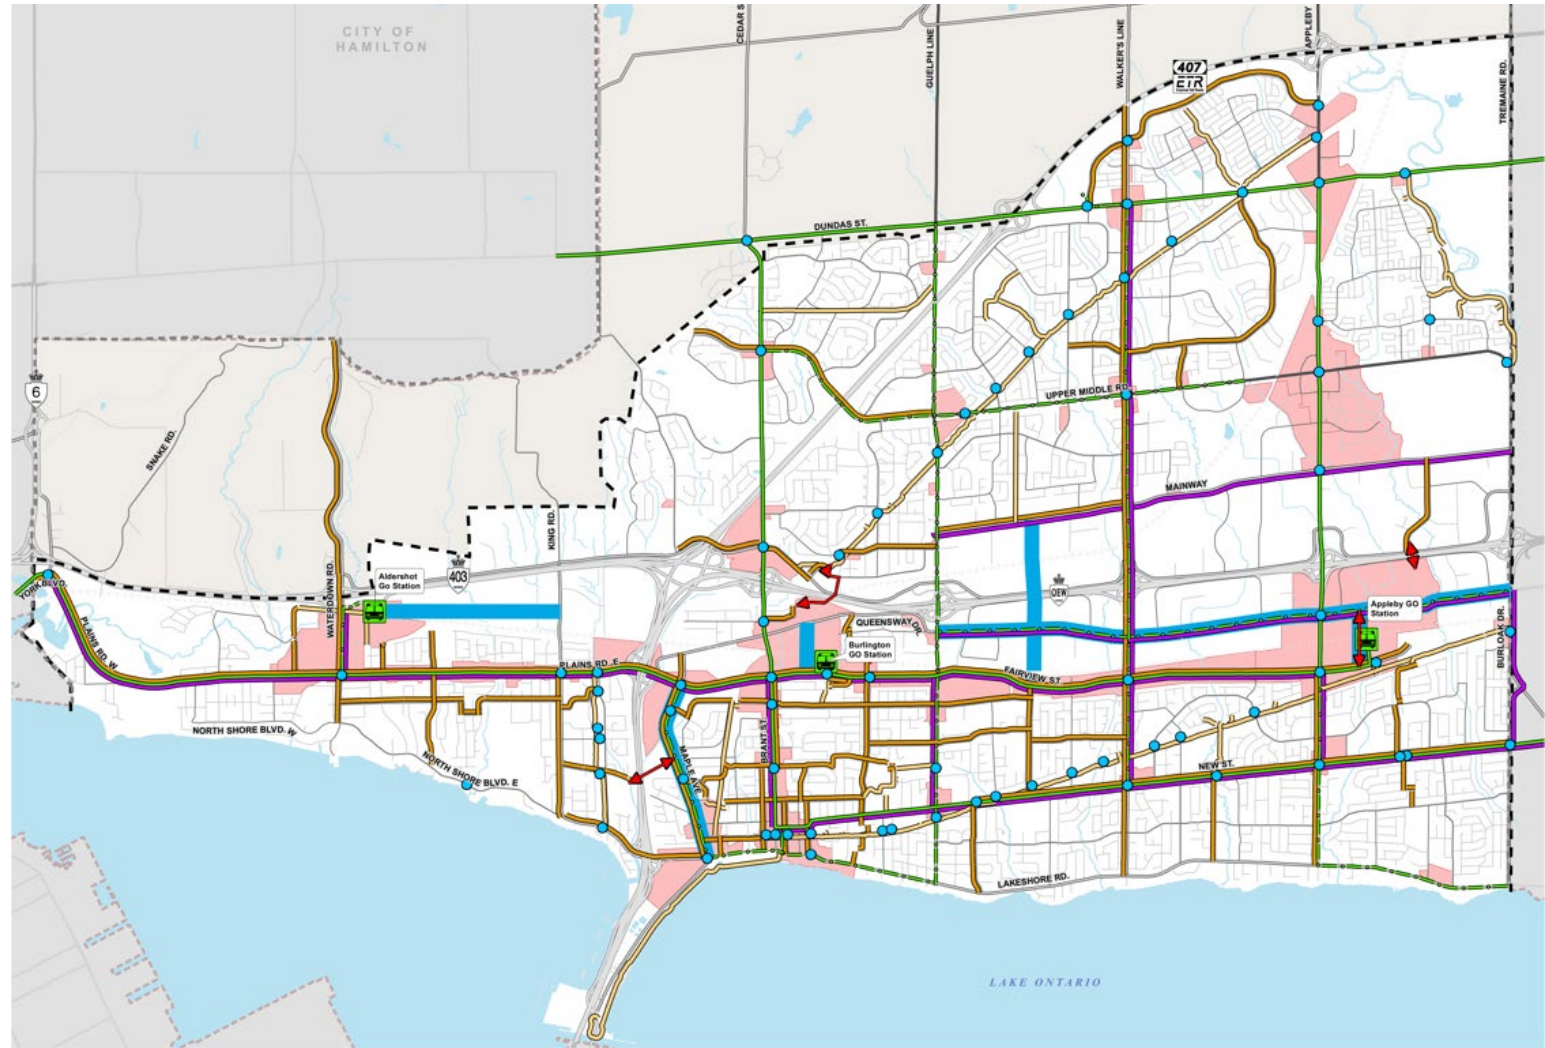 CITY OF
HAMILTON
CEDAR S
GUELPH LINE
WALKER'S LINE
APPLEBY
407
ETR
TREMAINE RD.
DUNDAS ST.
6
SNAKE RD.
UPPER MIDDLE RD
MAINWAY
KING RD.
403
QEW
YORK BLVD.
WATERDOWN RD.
Aldershot
Go Station
QUEENSWAY DR.
Burlington
GO Station
Appleby GO
Station
BURLOAK DR.
PLAINS RD. W
PLAINS RD. E
FAIRVIEW ST.
NORTH SHORE BLVD. W
NORTH SHORE BLVD. E
MAPLE AVE.
BRANT ST.
NEW ST.
LAKESHORE RD.
LAKE ONTARIO